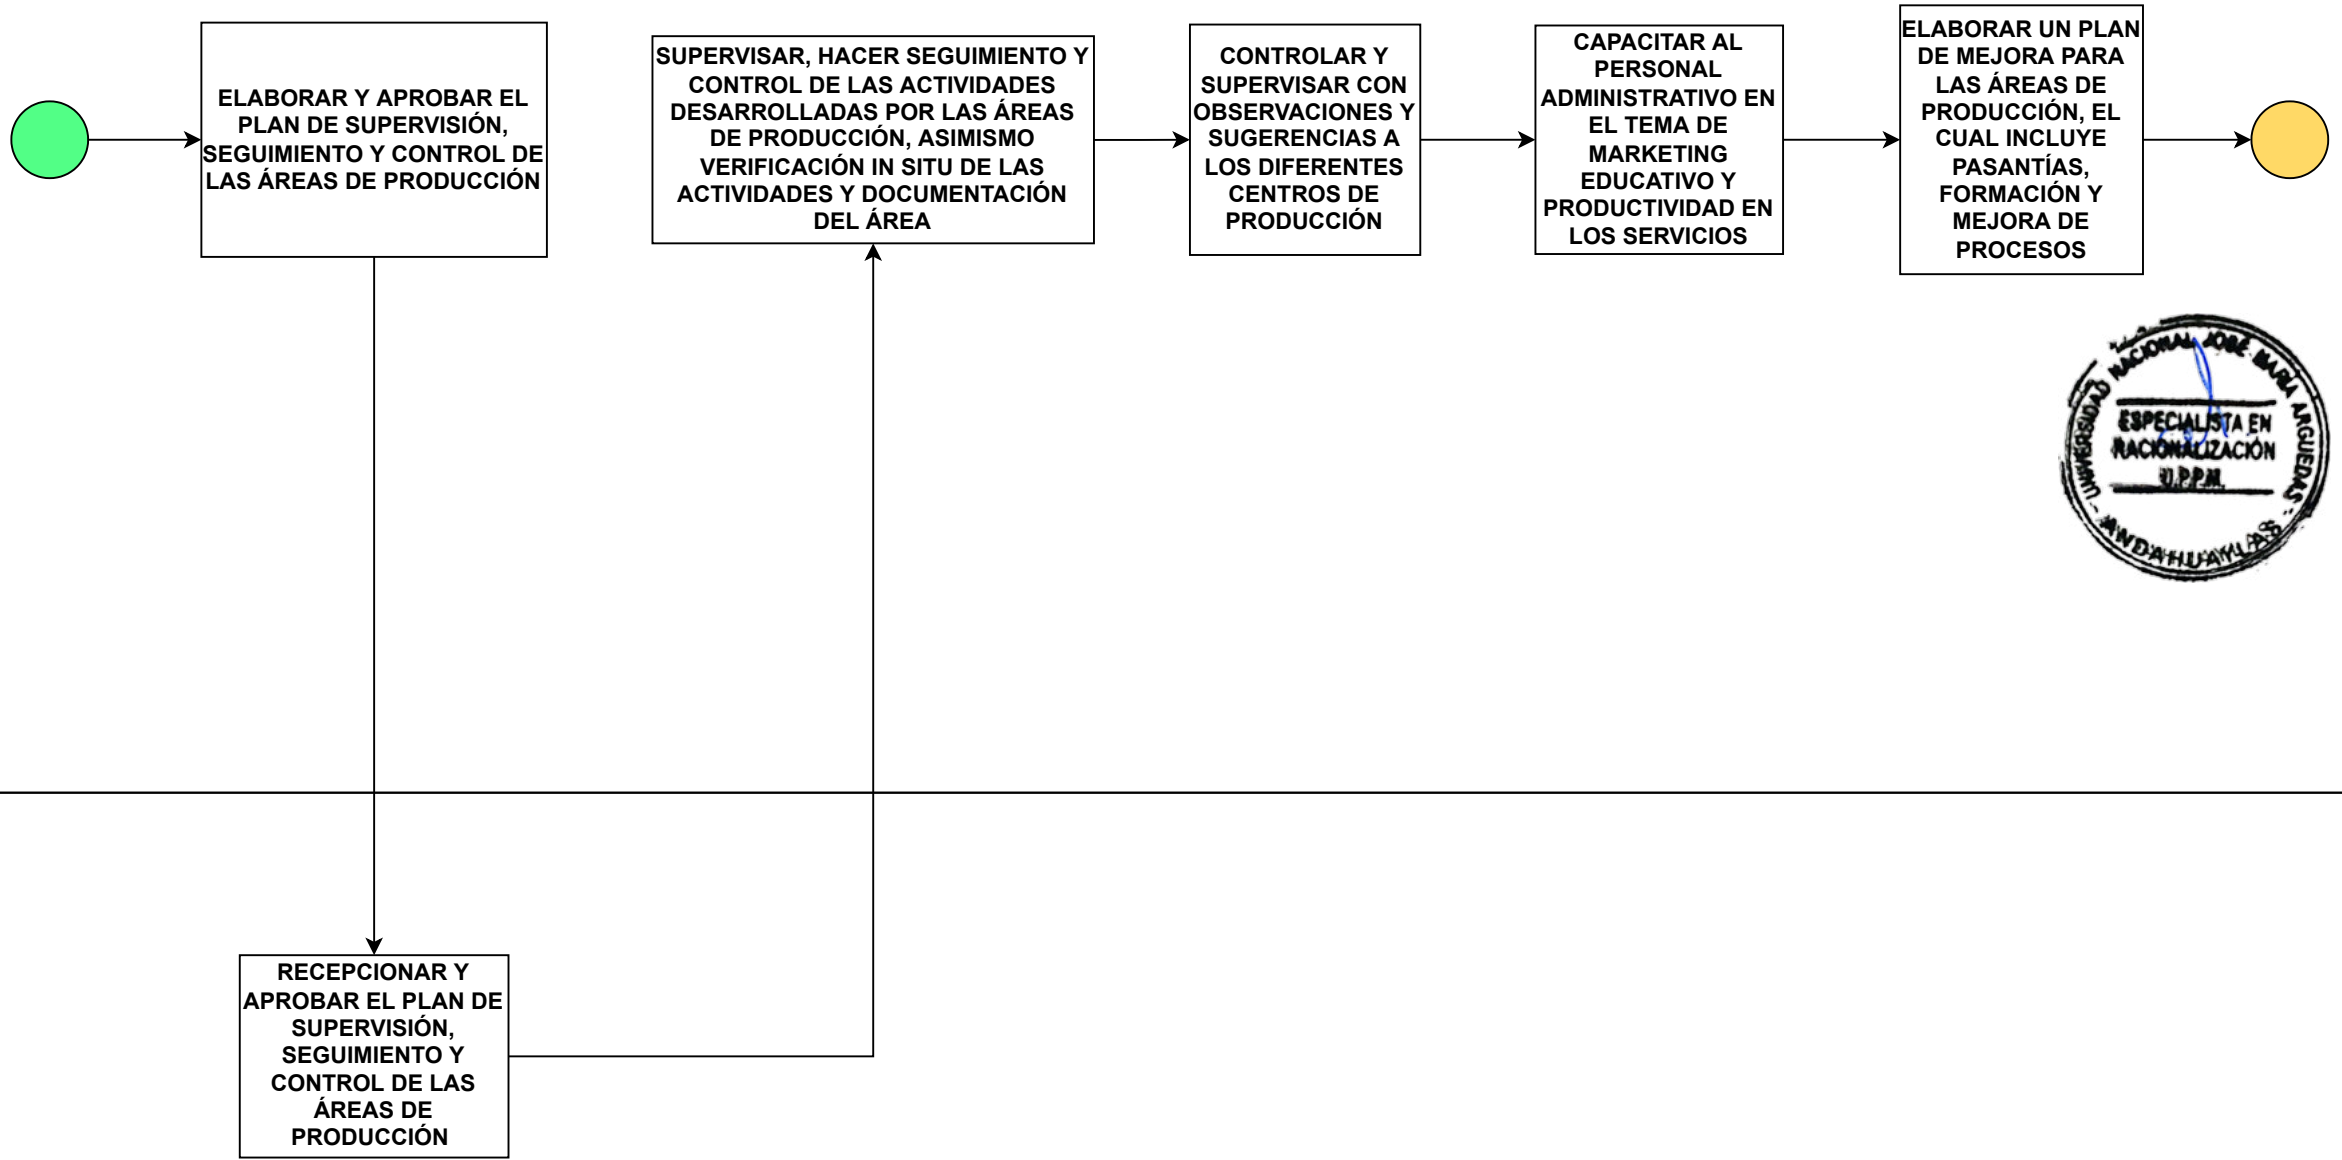 ELABORAR Y APROBAR EL
PLAN DE SUPERVISIÓN,
SEGUIMIENTO Y CONTROL DE
LAS ÁREAS DE PRODUCCIÓN
SUPERVISAR, HACER SEGUIMIENTO Y
CONTROL DE LAS ACTIVIDADES
DESARROLLADAS POR LAS ÁREAS
DE PRODUCCIÓN, ASIMISMO
VERIFICACIÓN IN SITU DE LAS
ACTIVIDADES Y DOCUMENTACIÓN
DEL ÁREA
CONTROLAR Y
SUPERVISAR CON
OBSERVACIONES Y
SUGERENCIAS A
LOS DIFERENTES
CENTROS DE
PRODUCCIÓN
CAPACITAR AL
PERSONAL
ADMINISTRATIVO EN
EL TEMA DE
MARKETING
EDUCATIVO Y
PRODUCTIVIDAD EN
LOS SERVICIOS
ELABORAR UN PLAN
DE MEJORA PARA
LAS ÁREAS DE
PRODUCCIÓN, EL
CUAL INCLUYE
PASANTÍAS,
FORMACIÓN Y
MEJORA DE
PROCESOS
UNIVERSIDAD NACIONAL JOSÉ MARÍA ARGUEDAS
ESPECIALISTA EN
RACIONALIZACIÓN
U.P.P.M.
- ANDAHUAYLAS -
RECEPCIONAR Y
APROBAR EL PLAN DE
SUPERVISIÓN,
SEGUIMIENTO Y
CONTROL DE LAS
ÁREAS DE
PRODUCCIÓN